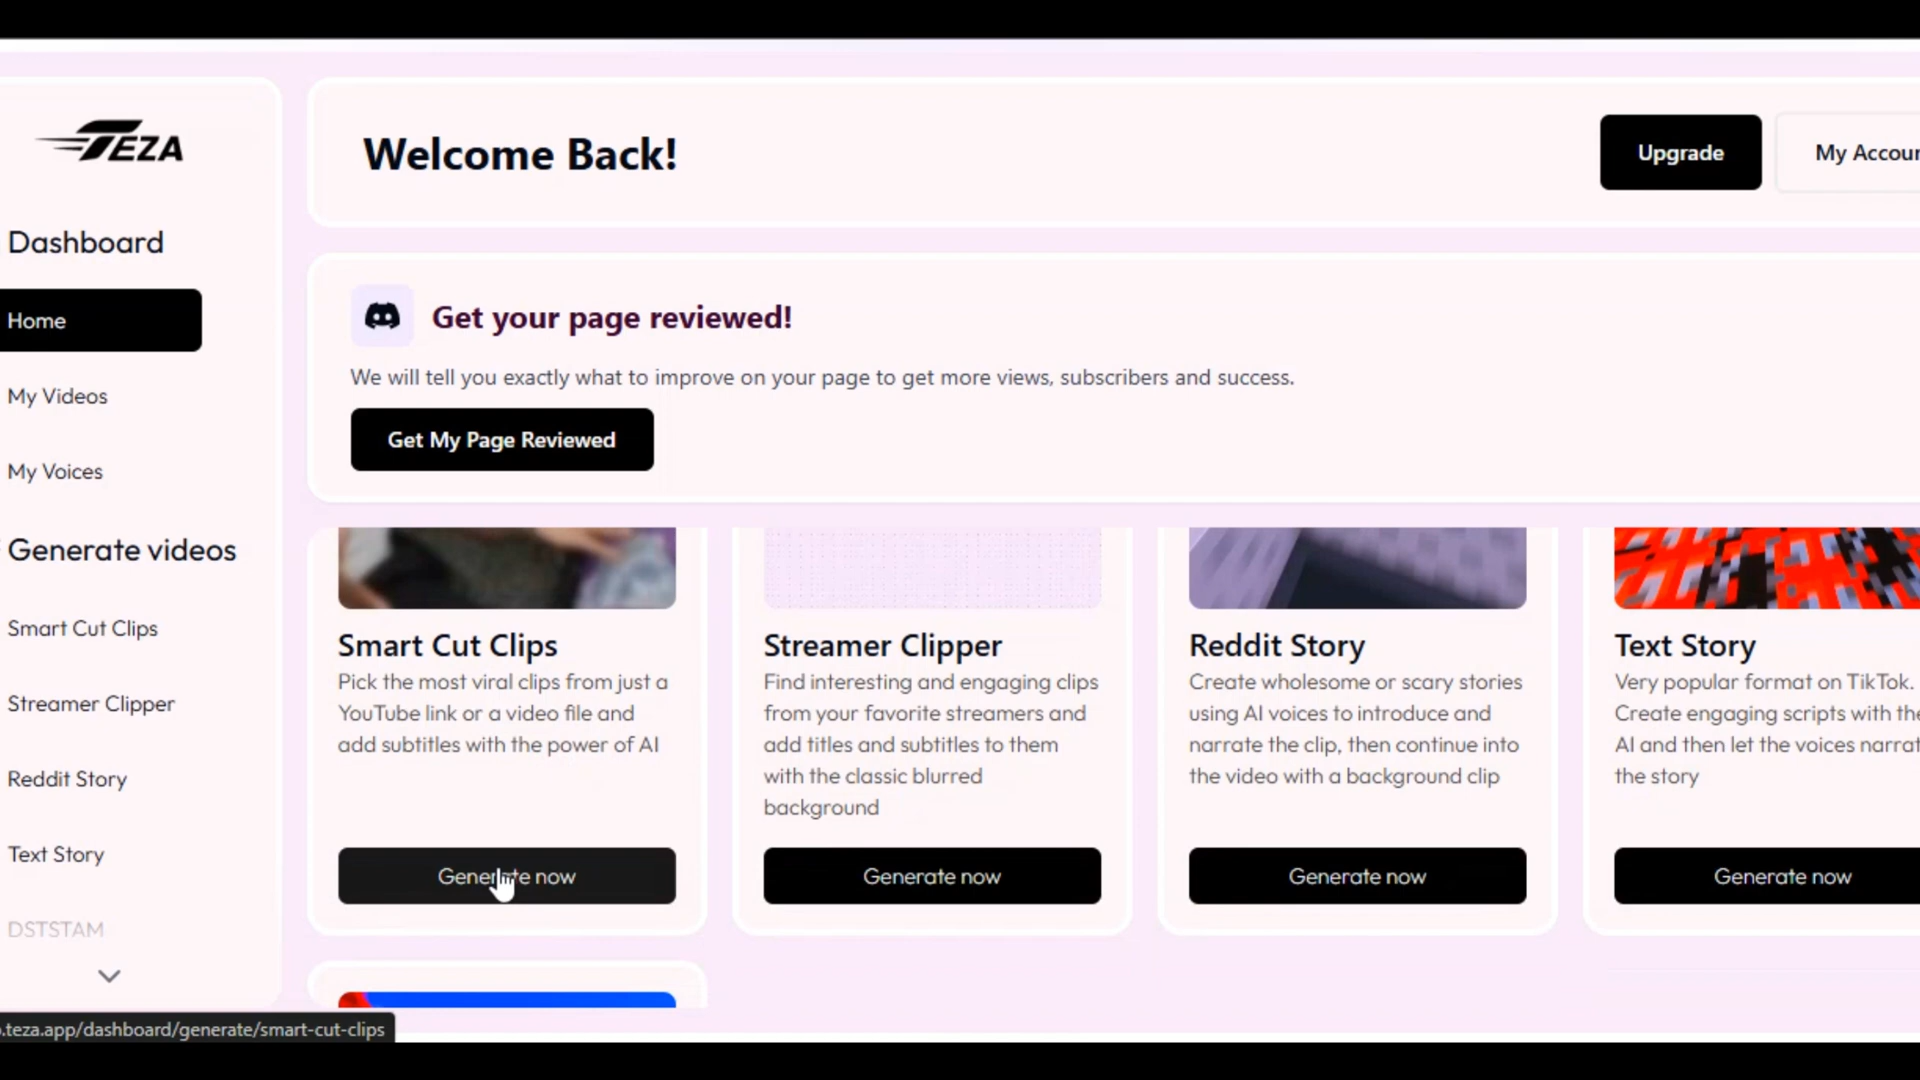 TEZA
Dashboard
Home
My Videos
My Voices
Generate videos
Smart Cut Clips
Streamer Clipper
Reddit Story
Text Story
DSTSTAM
Welcome Back!
Upgrade
My Accoun
Get your page reviewed!
We will tell you exactly what to improve on your page to get more views, subscribers and success.
Get My Page Reviewed
Smart Cut Clips
Pick the most viral clips from just a
YouTube link or a video file and
add subtitles with the power of AI
Generate now
Streamer Clipper
Find interesting and engaging clips
from your favorite streamers and
add titles and subtitles to them
with the classic blurred
background
Generate now
Reddit Story
Create wholesome or scary stories
using AI voices to introduce and
narrate the clip, then continue into
the video with a background clip
Generate now
Text Story
Very popular format on TikTok.
Create engaging scripts with the
AI and then let the voices narrat
the story
Generate now
.teza.app/dashboard/generate/smart-cut-clips